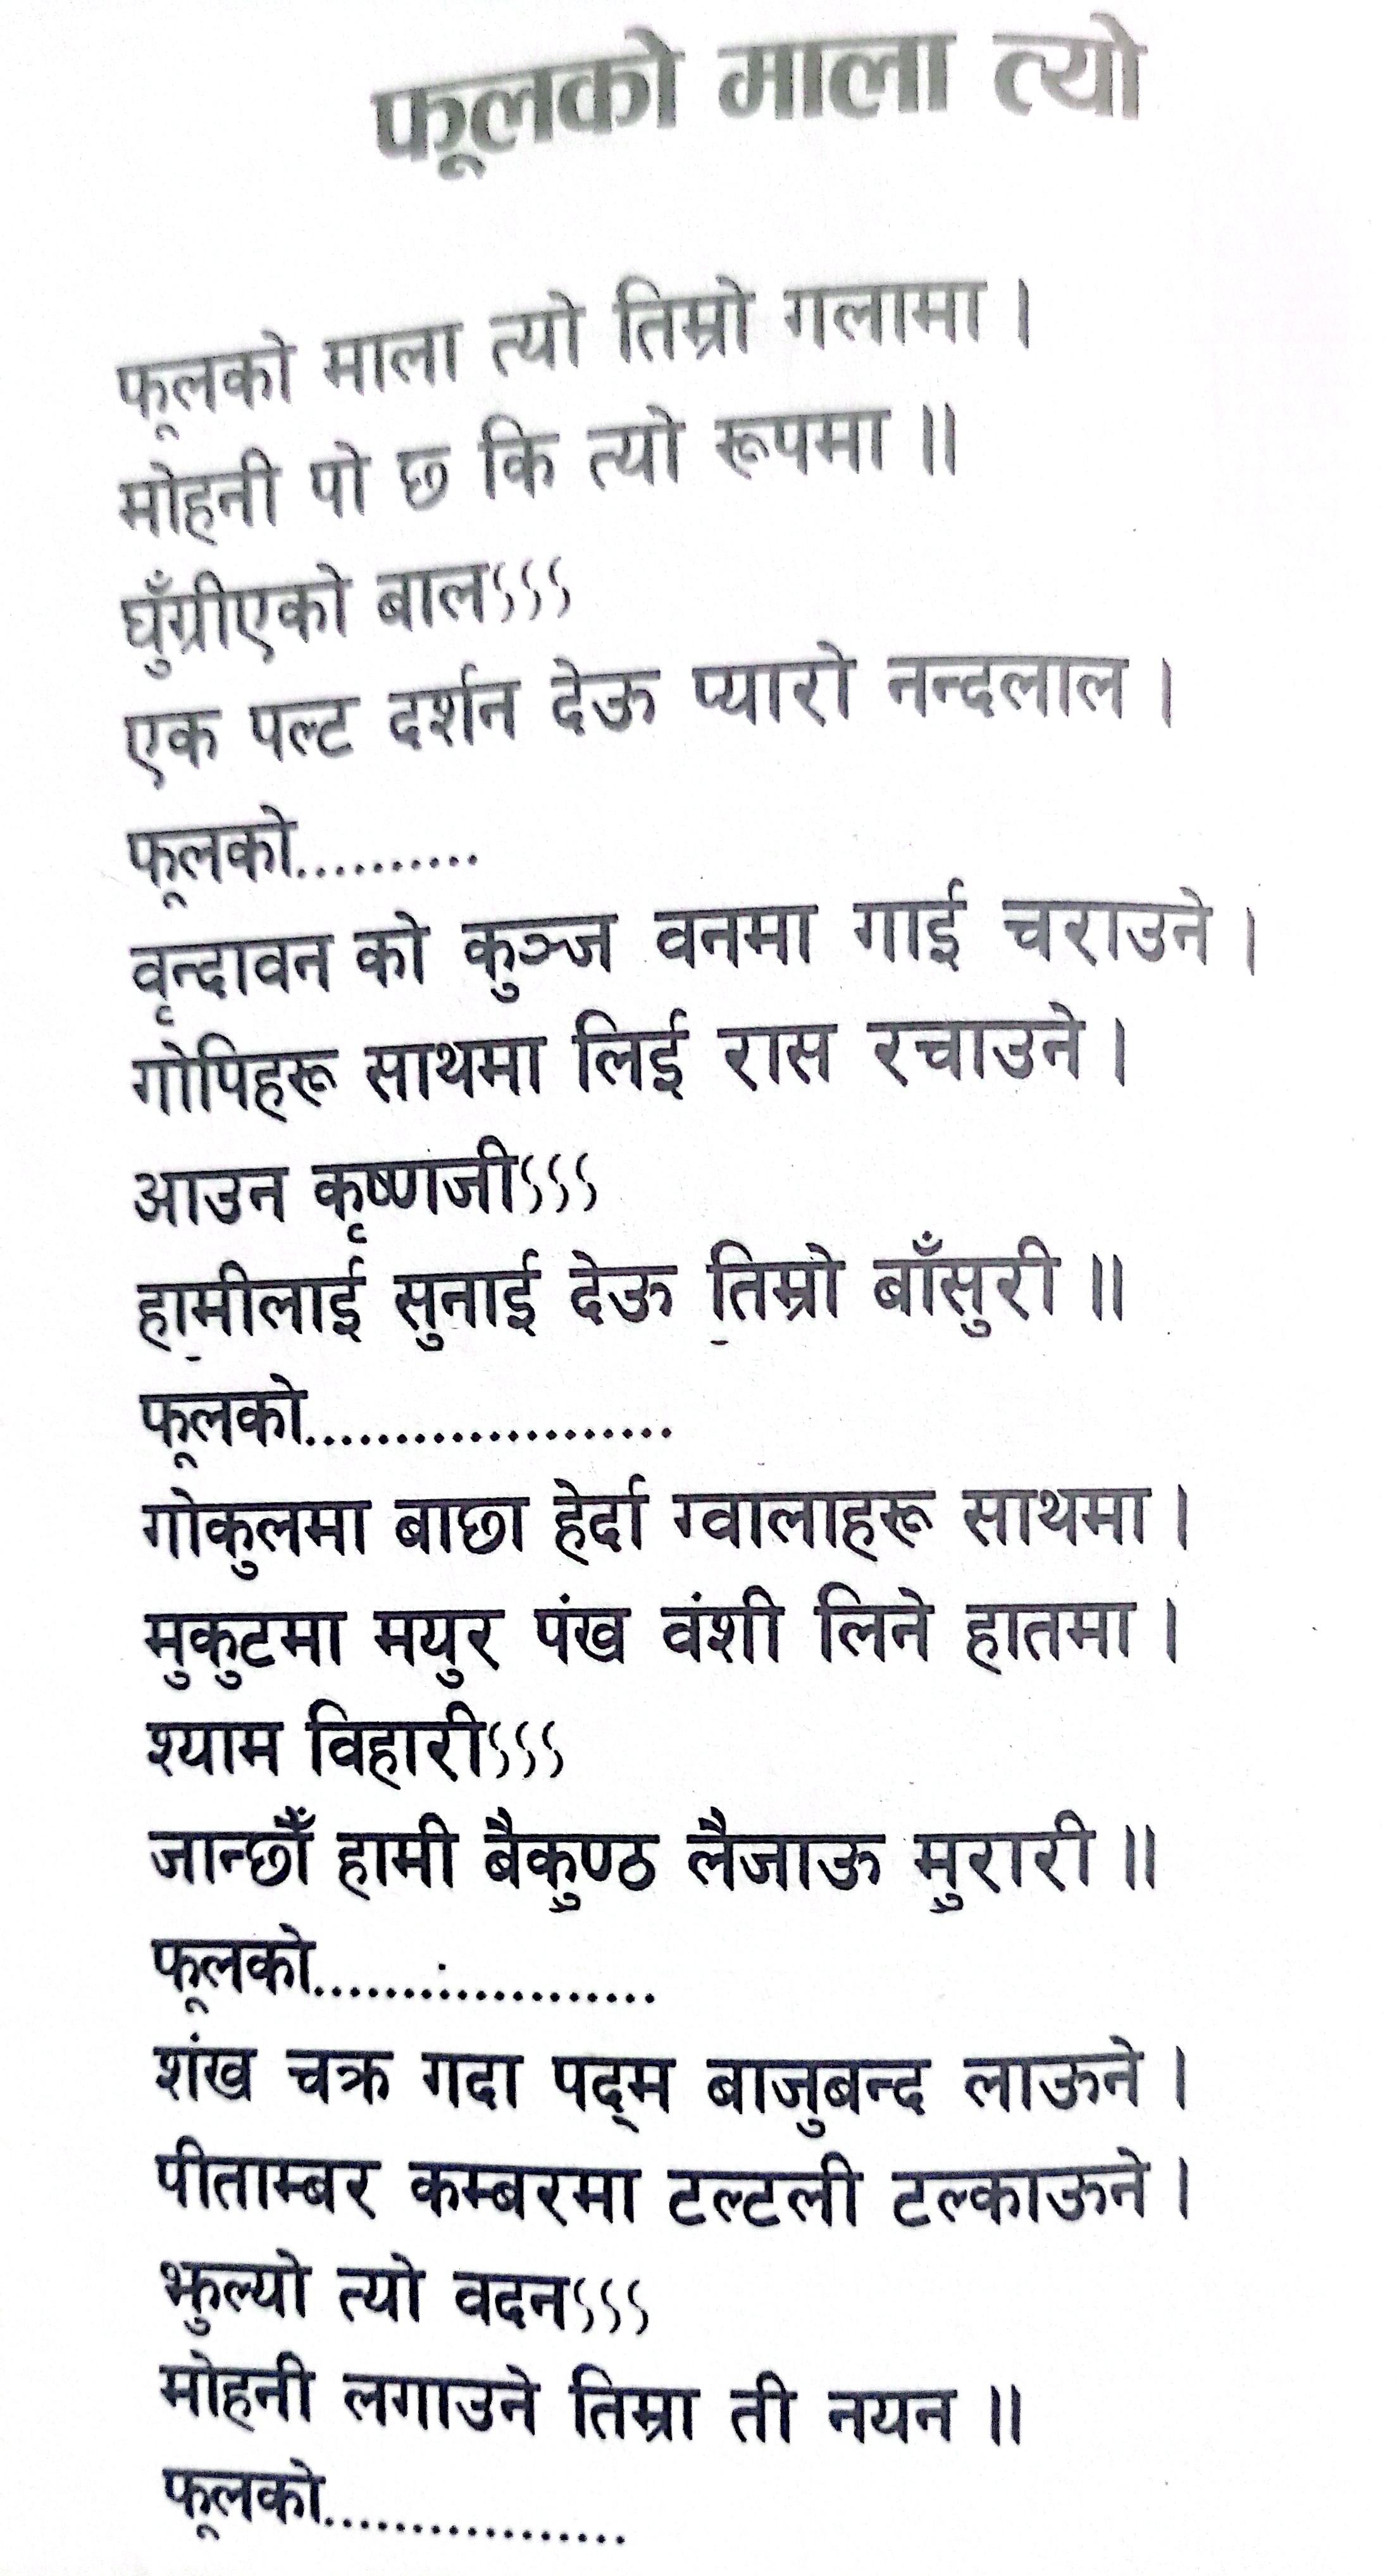 फूलको माला त्यो
फूलको माला त्यो तिम्रो गलामा ।
मोहनी पो छ कि त्यो रूपमा ॥
घुँग्रीएको बालऽऽऽ
एक पल्ट दर्शन देऊ प्यारो नन्दलाल ।
फूलको..........
वृन्दावन को कुञ्ज वनमा गाई चराउने ।
गोपिहरू साथमा लिई रास रचाउने ।
आउन कृष्णजीऽऽऽ
हामीलाई सुनाई देऊ तिम्रो बाँसुरी ॥
फूलको....................
गोकुलमा बाछा हेर्दा ग्वालाहरू साथमा ।
मुकुटमा मयुर पंख वंशी लिने हातमा ।
श्याम विहारीऽऽऽ
जान्छौँ हामी बैकुण्ठ लैजाऊ मुरारी ॥
फूलको...................
शंख चक्र गदा पद्म बाजुबन्द लाऊने ।
पीताम्बर कम्बरमा टल्टली टल्काऊने ।
झुल्यो त्यो वदनऽऽऽ
मोहनी लगाउने तिम्रा ती नयन ॥
फूलको.................